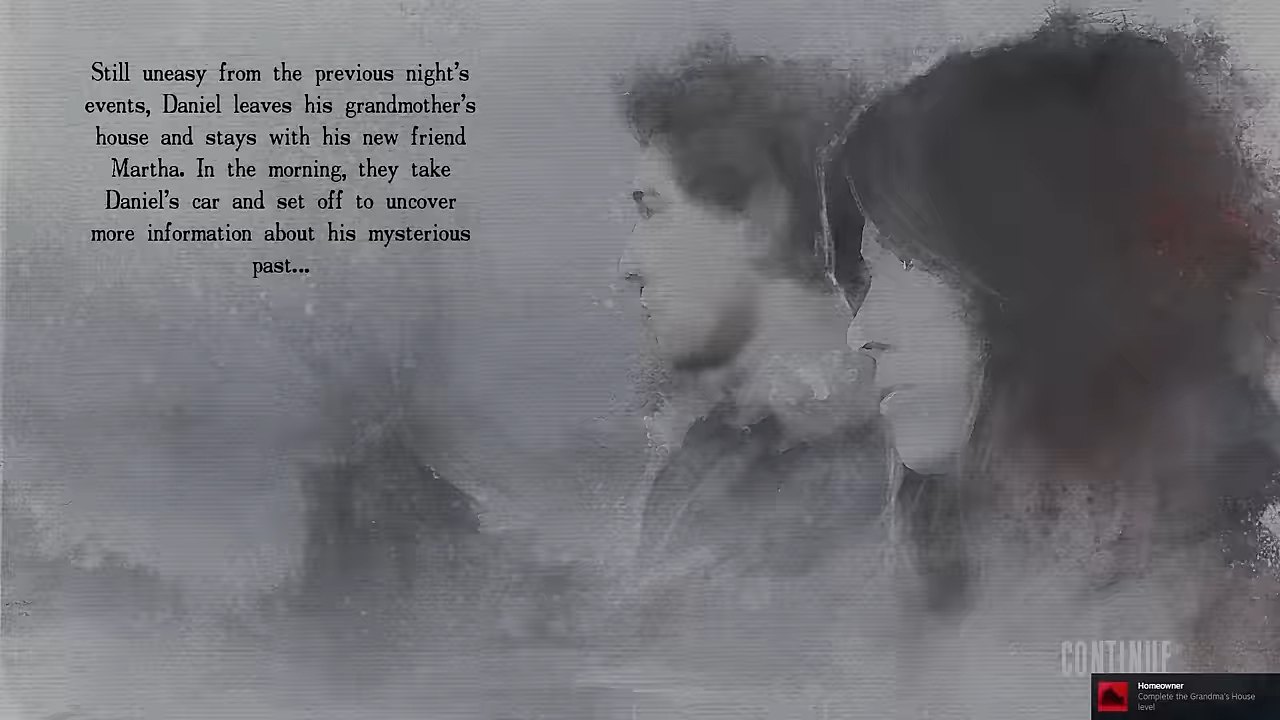 Still uneasy from the previous night's
events, Daniel leaves his grandmother's
house and stays with his new friend
Martha. In the morning, they take
Daniel's car and set off to uncover
more information about his mysterious
past...
CONTINUE
Homeowner
Complete the Grandma's House
level